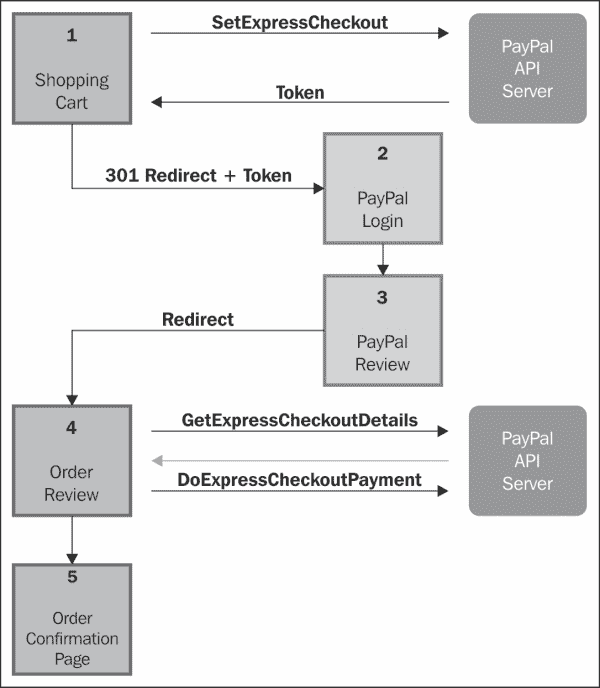 1
Shopping
Cart
SetExpressCheckout
Token
PayPal
API
Server
301 Redirect + Token
2
PayPal
Login
3
PayPal
Review
Redirect
4
Order
Review
GetExpressCheckoutDetails
DoExpressCheckoutPayment
PayPal
API
Server
5
Order
Confirmation
Page